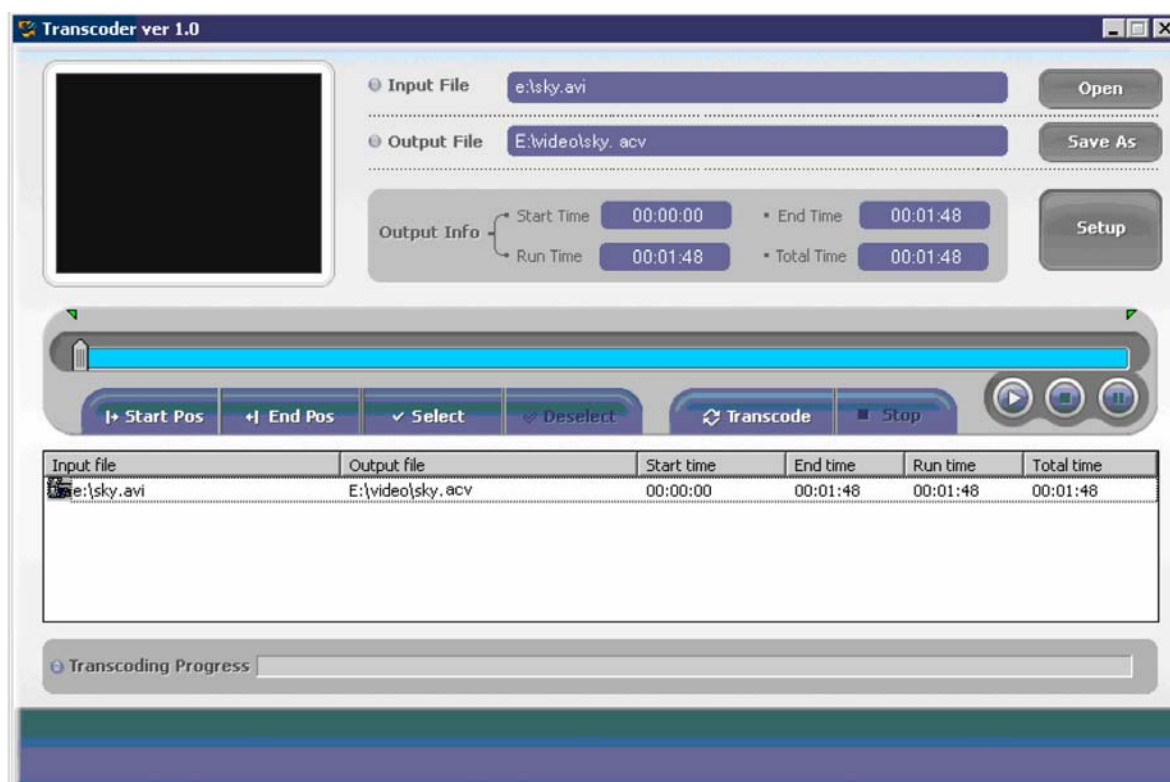 Transcoder ver 1.0
Input File e:\sky.avi Open
Output File E:\video\sky. acv Save As
Output Info Start Time 00:00:00 End Time 00:01:48 Setup
Run Time 00:01:48 Total Time 00:01:48
Start Pos End Pos Select Deselect Transcode Stop
Input file Output file Start time End time Run time Total time
e:\sky.avi E:\video\sky. acv 00:00:00 00:01:48 00:01:48 00:01:48
Transcoding Progress